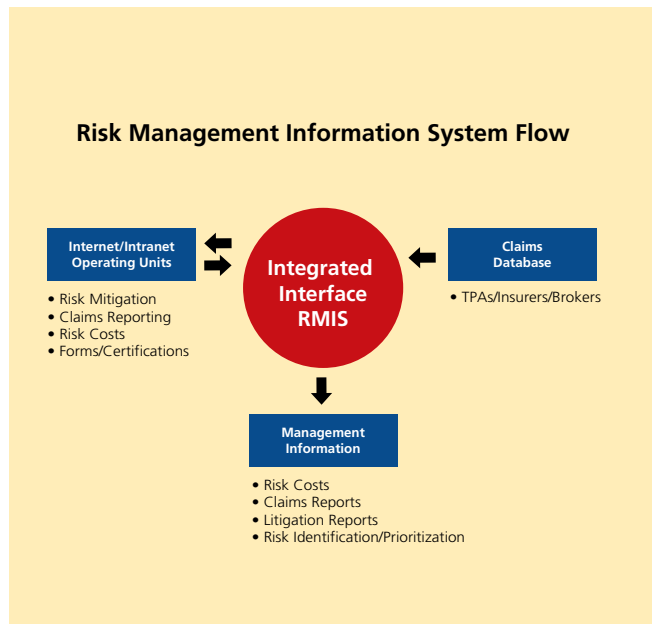 Risk Management Information System Flow
Internet/Intranet
Operating Units
• Risk Mitigation
• Claims Reporting
• Risk Costs
• Forms/Certifications
Integrated
Interface
RMIS
Claims
Database
• TPAs/Insurers/Brokers
Management
Information
• Risk Costs
• Claims Reports
• Litigation Reports
• Risk Identification/Prioritization